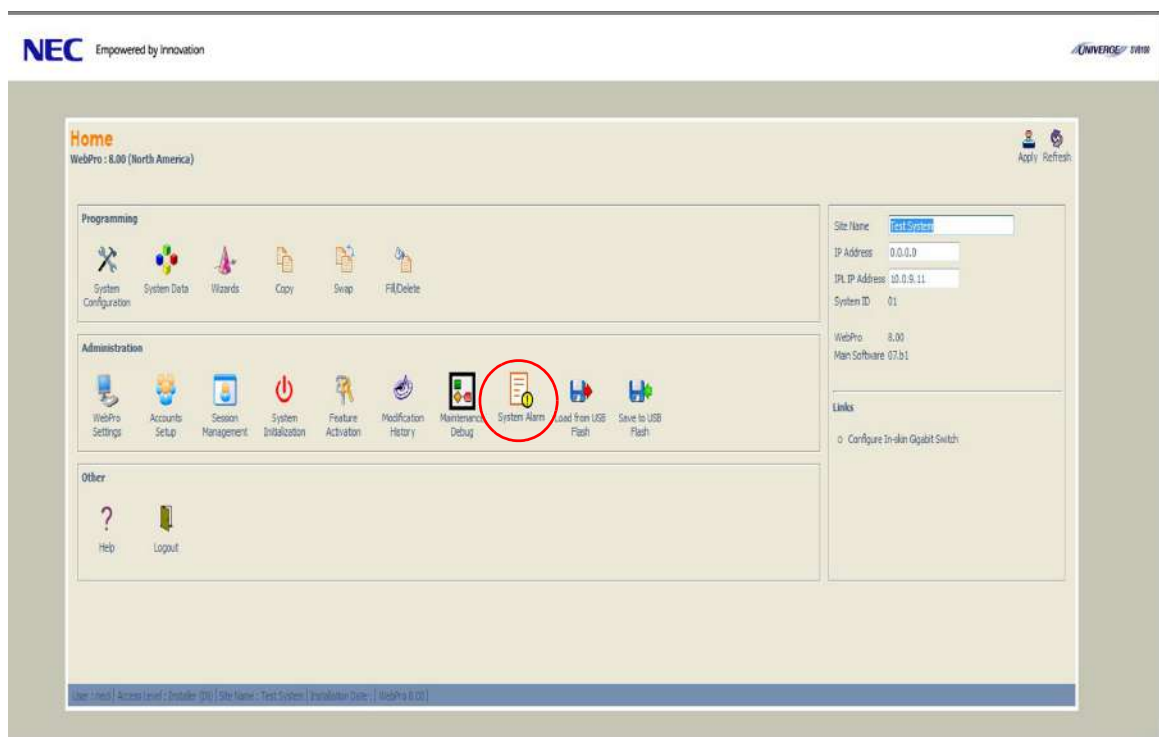 NEC Empowered by Innovation
UNIVERGE SV8100
Home
WebPro : 8.00 (North America)
Apply Refresh
Programming
System Configuration
System Data
Wizards
Copy
Swap
Fill/Delete
Administration
WebPro Settings
Accounts Setup
Session Management
System Initialization
Feature Activation
Modification History
Maintenance Debug
System Alarm
Load from USB Flash
Save to USB Flash
Other
Help
Logout
Site Name Test System
IP Address 0.0.0.0
IPL IP Address 10.0.9.11
System ID 01
WebPro 8.00
Main Software 07.b1
Links
Configure In-skin Gigabit Switch
User : necii | Access Level : Installer (IN) | Site Name : Test System | Installation Date : | WebPro 8.00 |